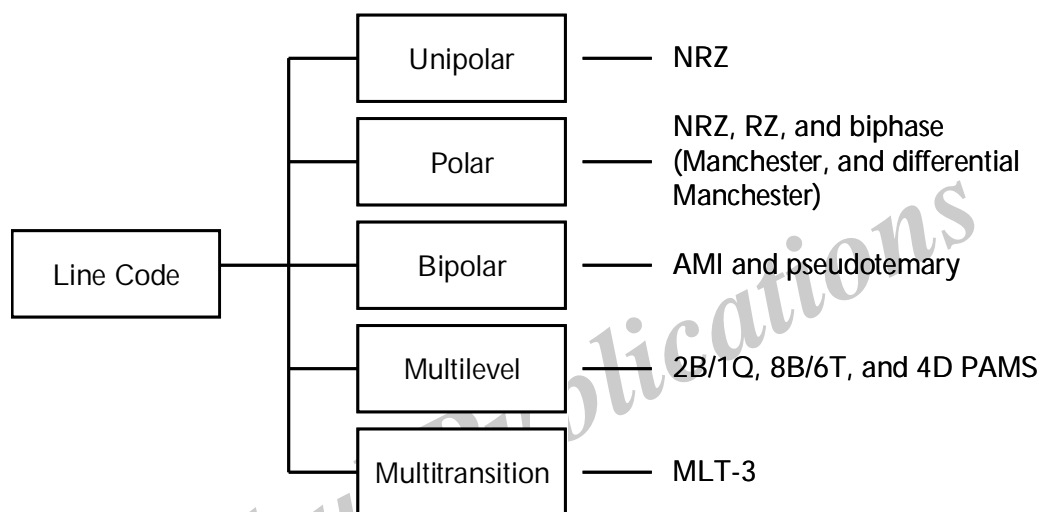 Unipolar
NRZ
Polar
NRZ, RZ, and biphase
(Manchester, and differential
Manchester)
Line Code
Bipolar
AMI and pseudotemary
Multilevel
2B/1Q, 8B/6T, and 4D PAMS
Multitransition
MLT-3
Publications